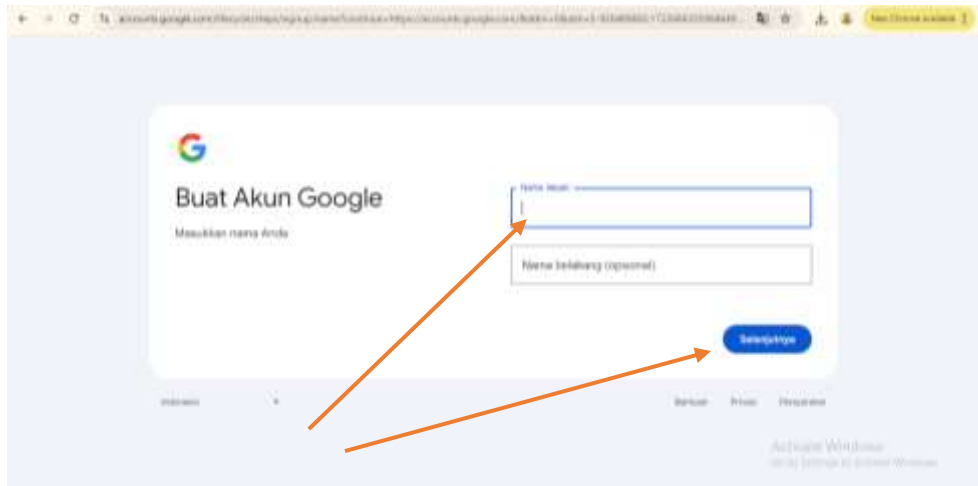 Buat Akun Google
Masukkan nama Anda
Nama depan
Nama belakang (opsional)
Selanjutnya
Indonesia
Bantuan Privasi Persyaratan
Activate Windows
Go to Settings to activate Windows.